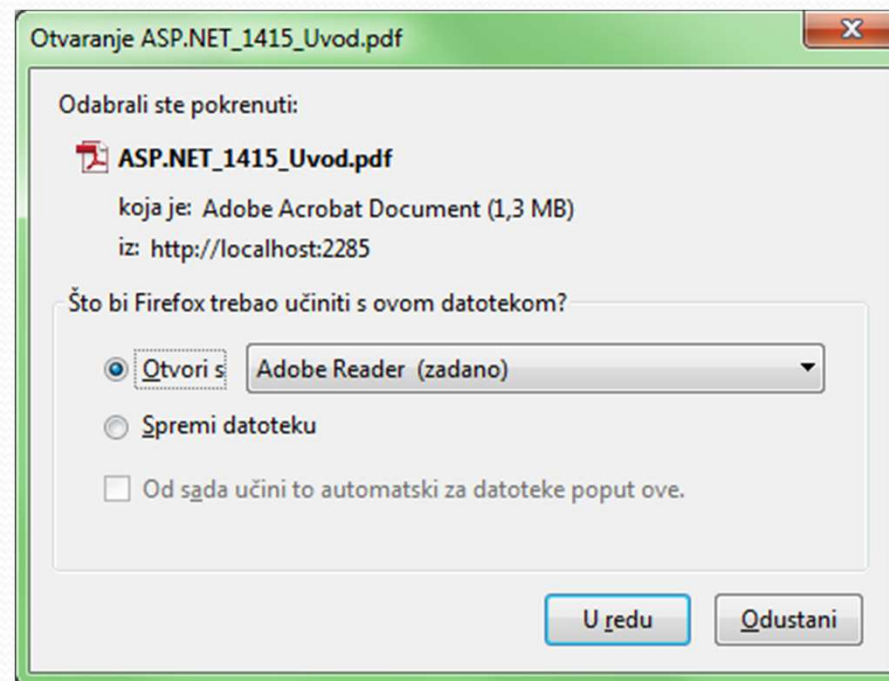 Otvaranje ASP.NET_1415_Uvod.pdf
Odabrali ste pokrenuti:
ASP.NET_1415_Uvod.pdf
koja je: Adobe Acrobat Document (1,3 MB)
iz: http://localhost:2285
Što bi Firefox trebao učiniti s ovom datotekom?
Otvori s Adobe Reader (zadano)
Spremi datoteku
Od sada učini to automatski za datoteke poput ove.
U redu Odustani